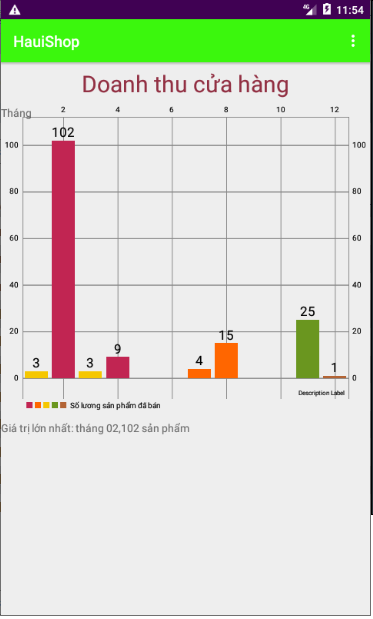 4G 11:54
HauiShop
Doanh thu cửa hàng
Tháng 2 4 6 8 10 12
102
100 100
80 80
60 60
40 40
25
20 20
15
9
3 3 4 1
0 0
Description Label
Số lương sản phẩm đã bán
Giá trị lớn nhất: tháng 02,102 sản phẩm